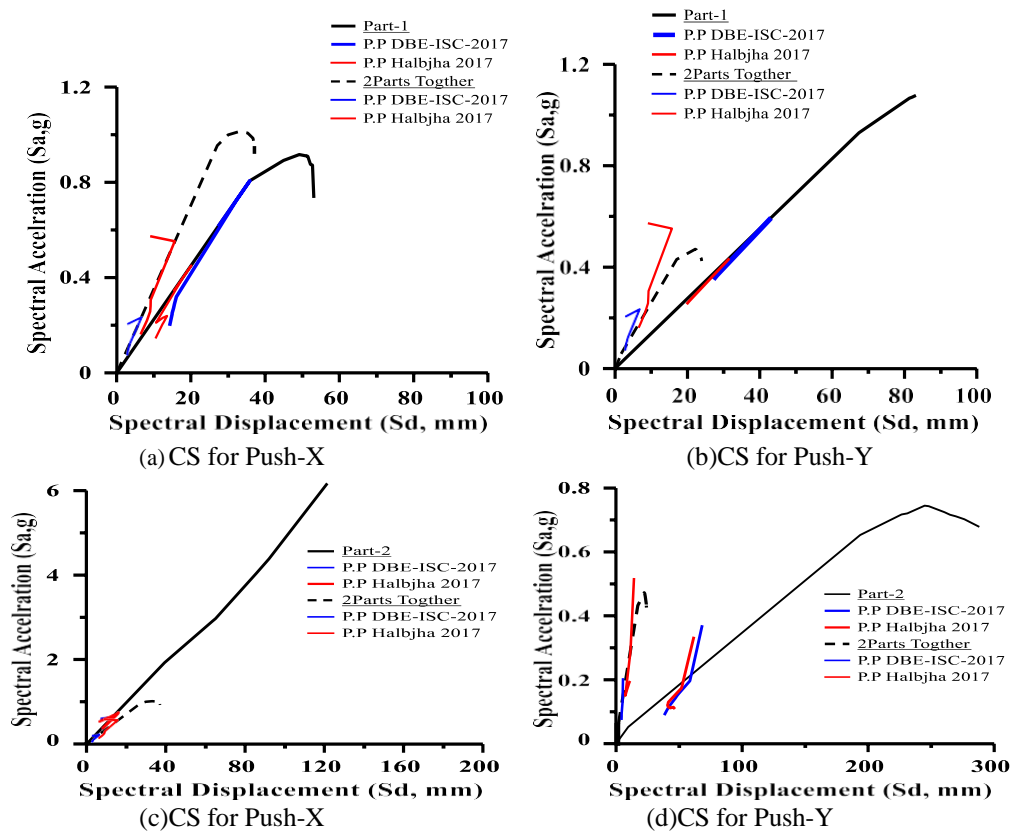 Part-1
P.P DBE-ISC-2017
P.P Halbjha 2017
2Parts Togther
P.P DBE-ISC-2017
P.P Halbjha 2017
Spectral Accelration (Sa,g)
1.2
0.8
0.4
0
0 20 40 60 80 100
Spectral Displacement (Sd, mm)
(a) CS for Push-X
Part-1
P.P DBE-ISC-2017
P.P Halbjha 2017
2Parts Togther
P.P DBE-ISC-2017
P.P Halbjha 2017
Spectral Accelration (Sa,g)
1.2
0.8
0.4
0
0 20 40 60 80 100
Spectral Displacement (Sd, mm)
(b)CS for Push-Y
Spectral Accelration (Sa,g)
6
4
2
0
Part-2
P.P DBE-ISC-2017
P.P Halbjha 2017
2Parts Togther
P.P DBE-ISC-2017
P.P Halbjha 2017
0 40 80 120 160 200
Spectral Displacement (Sd, mm)
(c)CS for Push-X
Spectral Accelration (Sa,g)
0.8
0.6
0.4
0.2
0
Part-2
P.P DBE-ISC-2017
P.P Halbjha 2017
2Parts Togther
P.P DBE-ISC-2017
P.P Halbjha 2017
0 100 200 300
Spectral Displacement (Sd, mm)
(d)CS for Push-Y